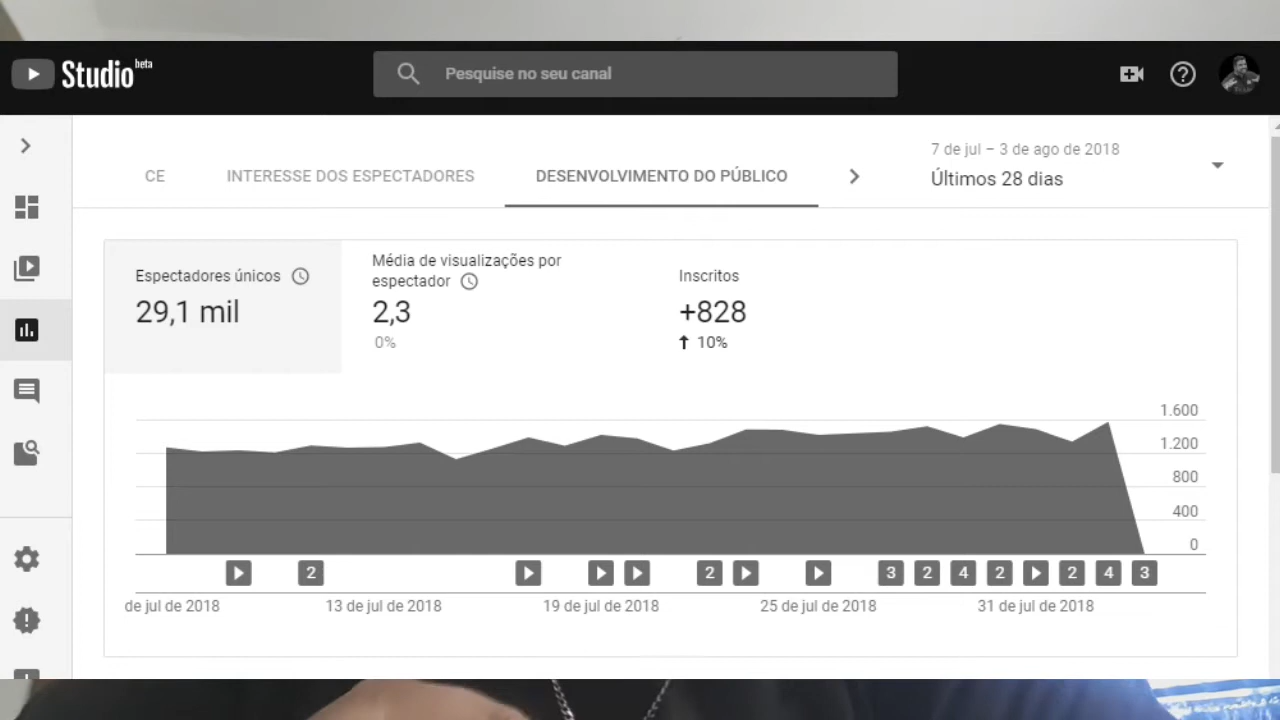 Studio beta
Pesquise no seu canal
7 de jul – 3 de ago de 2018
CE INTERESSE DOS ESPECTADORES DESENVOLVIMENTO DO PÚBLICO
Últimos 28 dias
Espectadores únicos
29,1 mil
Média de visualizações por
espectador
2,3
0%
Inscritos
+828
10%
1.600
1.200
800
400
0
2 2 3 2 4 2 2 4 3
de jul de 2018 13 de jul de 2018 19 de jul de 2018 25 de jul de 2018 31 de jul de 2018